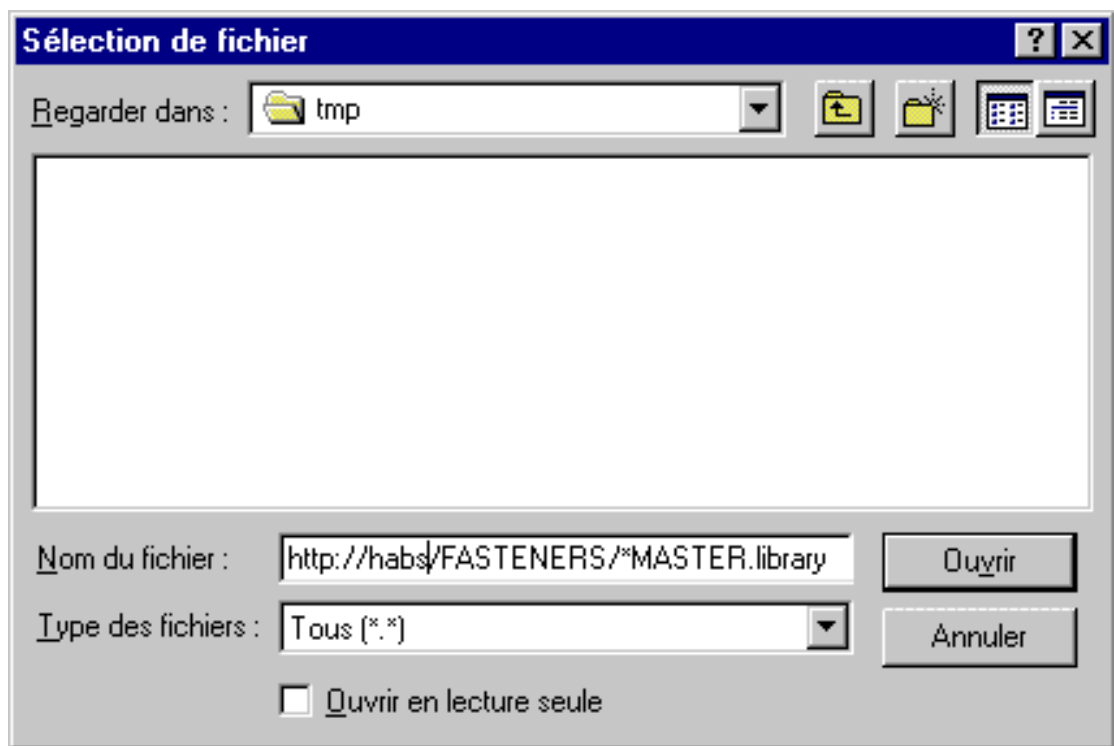 Sélection de fichier
Regarder dans : tmp
Nom du fichier : http://habs/FASTENERS/*MASTER.library Ouvrir
Type des fichiers : Tous (*.*) Annuler
Ouvrir en lecture seule